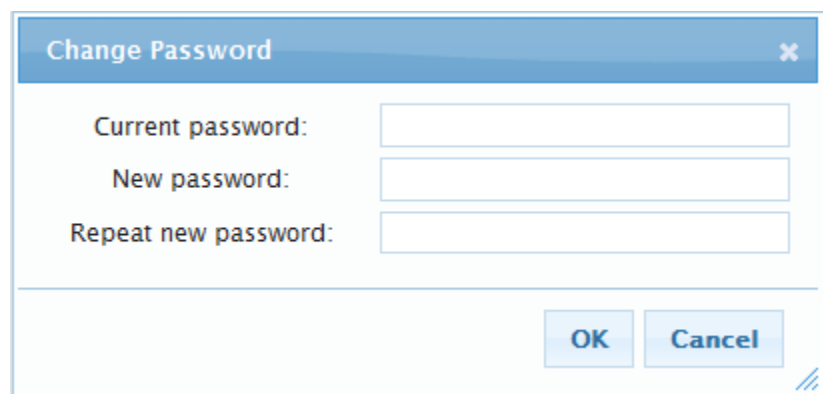 Change Password
Current password:
New password:
Repeat new password:
OK Cancel